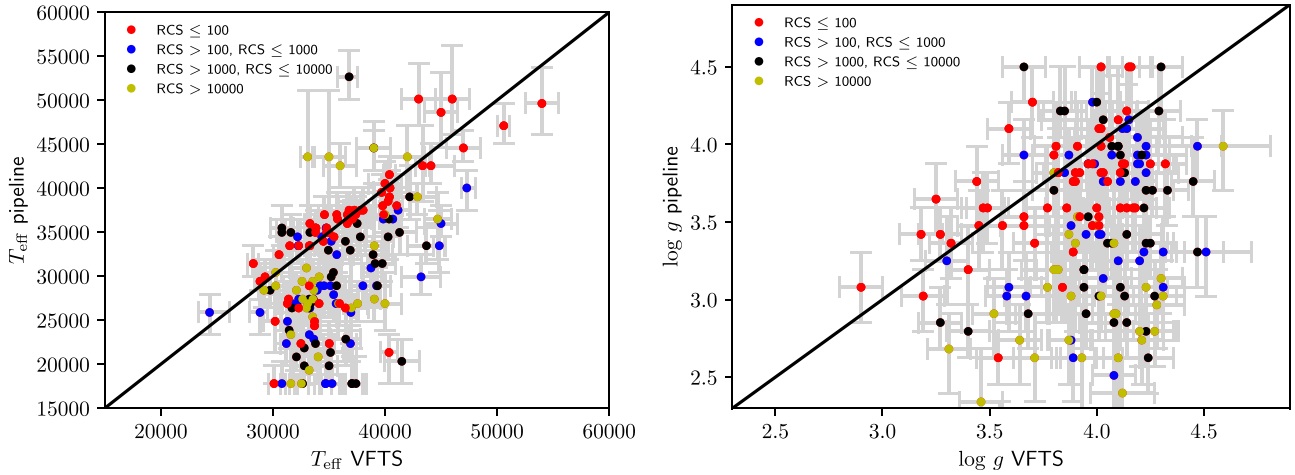 60000
55000
50000
45000
40000
35000
30000
25000
20000
15000
T_eff pipeline
RCS ≤ 100
RCS > 100, RCS ≤ 1000
RCS > 1000, RCS ≤ 10000
RCS > 10000
20000 30000 40000 50000 60000
T_eff VFTS
4.5
4.0
3.5
3.0
2.5
log g pipeline
RCS ≤ 100
RCS > 100, RCS ≤ 1000
RCS > 1000, RCS ≤ 10000
RCS > 10000
2.5 3.0 3.5 4.0 4.5
log g VFTS